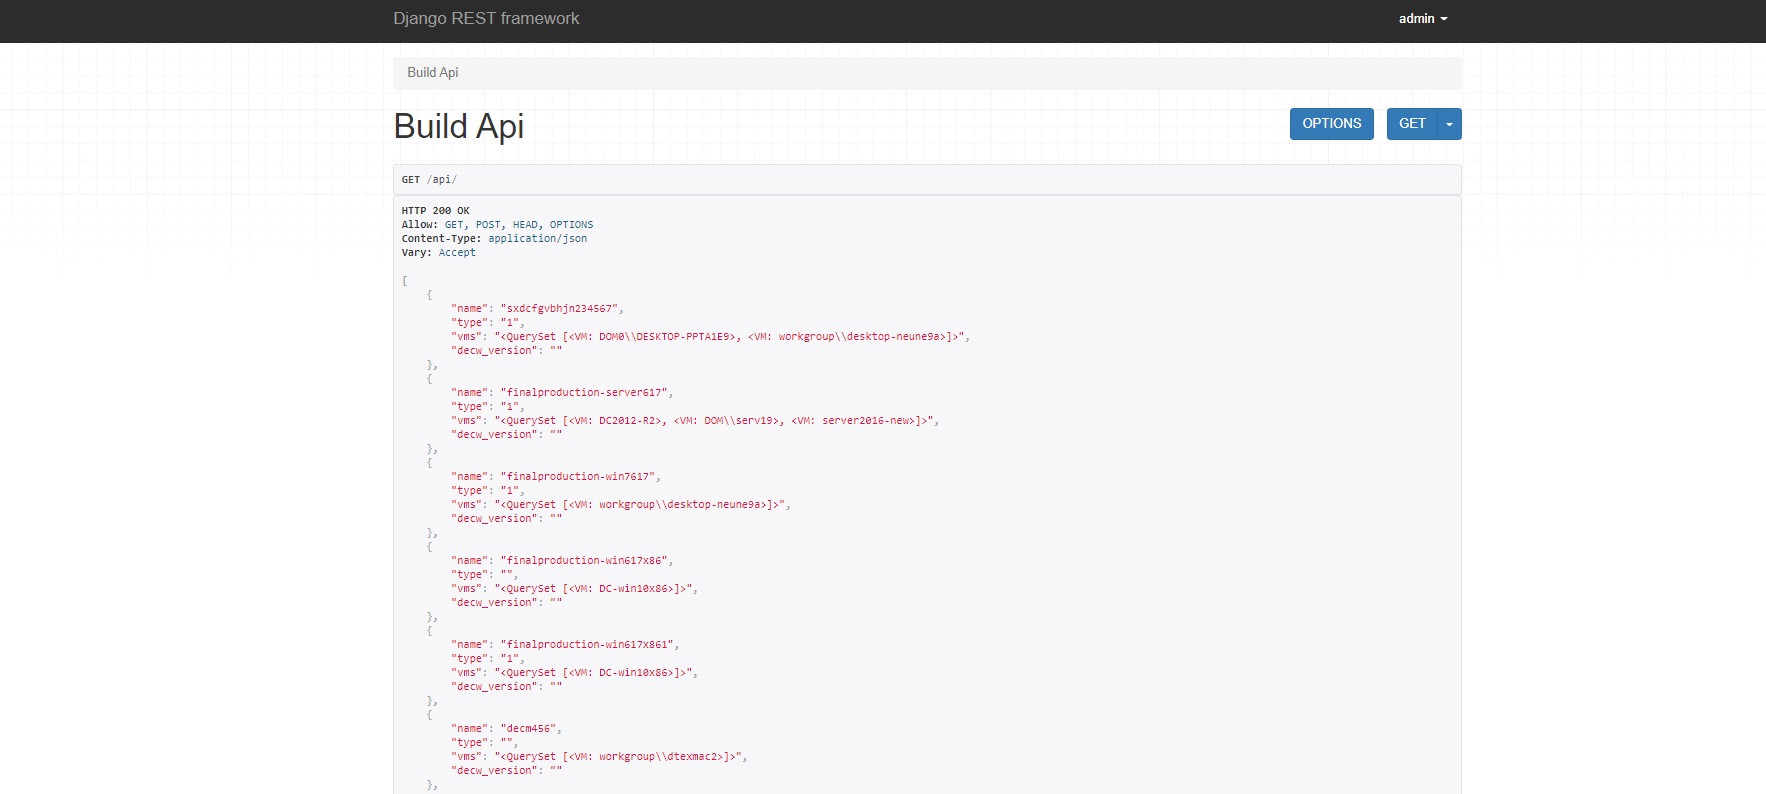 Django REST framework
admin
Build Api
Build Api
OPTIONS
GET
GET /api/
HTTP 200 OK
Allow: GET, POST, HEAD, OPTIONS
Content-Type: application/json
Vary: Accept
[
{
"name": "sxdcfgvbhjn234567",
"type": "1",
"vms": "<QuerySet [<VM: DOM0\\DESKTOP-PPTA1E9>, <VM: workgroup\\desktop-neune9a>]>",
"decw_version": ""
},
{
"name": "finalproduction-server617",
"type": "1",
"vms": "<QuerySet [<VM: DC2012-R2>, <VM: DOM\\serv19>, <VM: server2016-new>]>",
"decw_version": ""
},
{
"name": "finalproduction-win7617",
"type": "1",
"vms": "<QuerySet [<VM: workgroup\\desktop-neune9a>]>",
"decw_version": ""
},
{
"name": "finalproduction-win617x86",
"type": "",
"vms": "<QuerySet [<VM: DC-win10x86>]>",
"decw_version": ""
},
{
"name": "finalproduction-win617x861",
"type": "1",
"vms": "<QuerySet [<VM: DC-win10x86>]>",
"decw_version": ""
},
{
"name": "decm456",
"type": "",
"vms": "<QuerySet [<VM: workgroup\\dtexmac2>]>",
"decw_version": ""
},